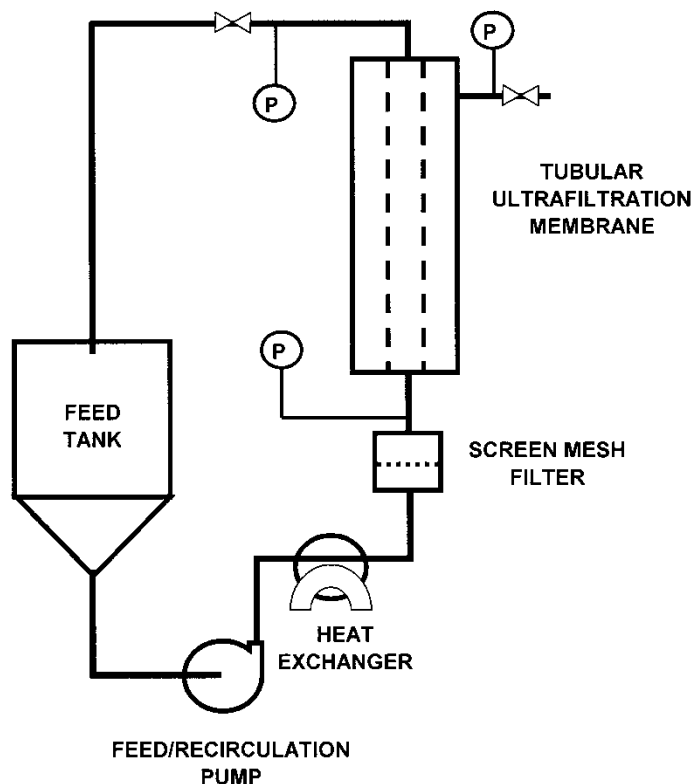 P
P
TUBULAR
ULTRAFILTRATION
MEMBRANE
P
FEED
TANK
SCREEN MESH
FILTER
HEAT
EXCHANGER
FEED/RECIRCULATION
PUMP